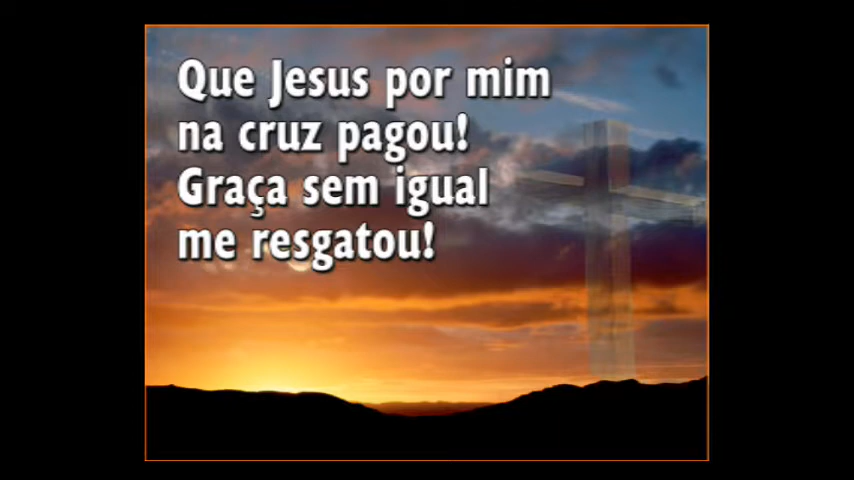 Que Jesus por mim
na cruz pagou!
Graça sem igual
me resgatou!